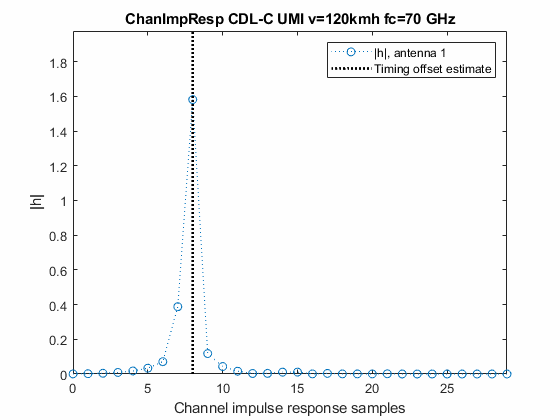 ChanImpResp CDL-C UMI v=120kmh fc=70 GHz
|h|, antenna 1
Timing offset estimate
1.8
1.6
1.4
1.2
1
0.8
0.6
0.4
0.2
0
|h|
0 5 10 15 20 25
Channel impulse response samples